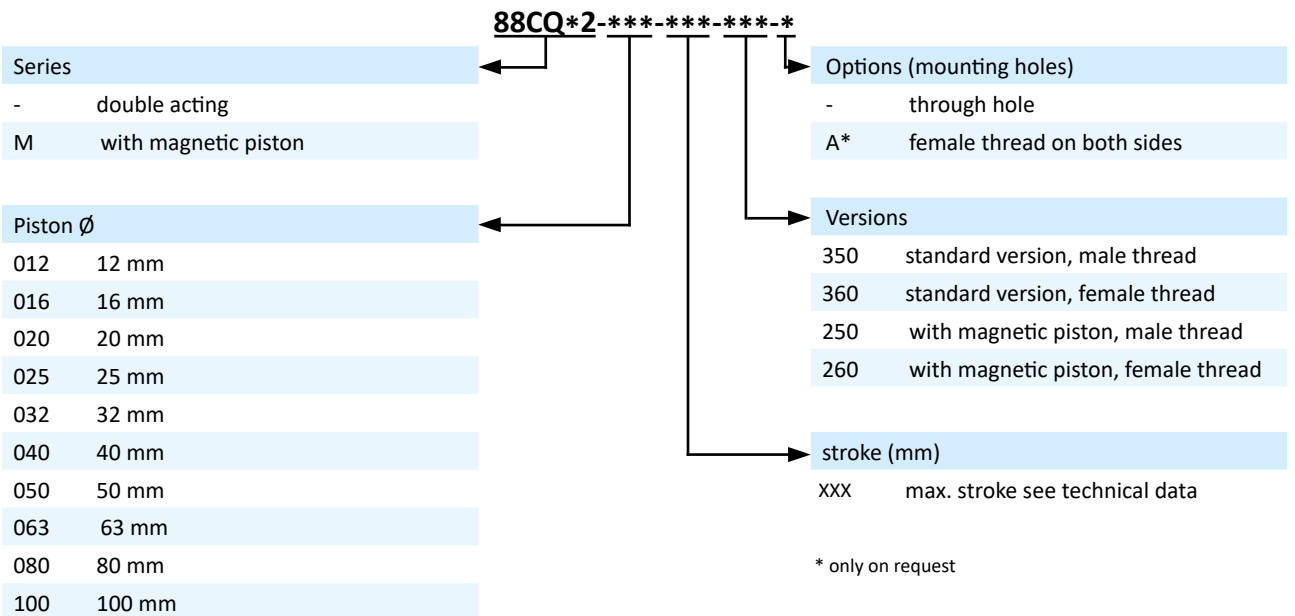 88CQ*2-***-***-***-*
Series
- double acting
M with magnetic piston
Piston Ø
012 12 mm
016 16 mm
020 20 mm
025 25 mm
032 32 mm
040 40 mm
050 50 mm
063 63 mm
080 80 mm
100 100 mm
Options (mounting holes)
- through hole
A* female thread on both sides
Versions
350 standard version, male thread
360 standard version, female thread
250 with magnetic piston, male thread
260 with magnetic piston, female thread
stroke (mm)
XXX max. stroke see technical data
* only on request